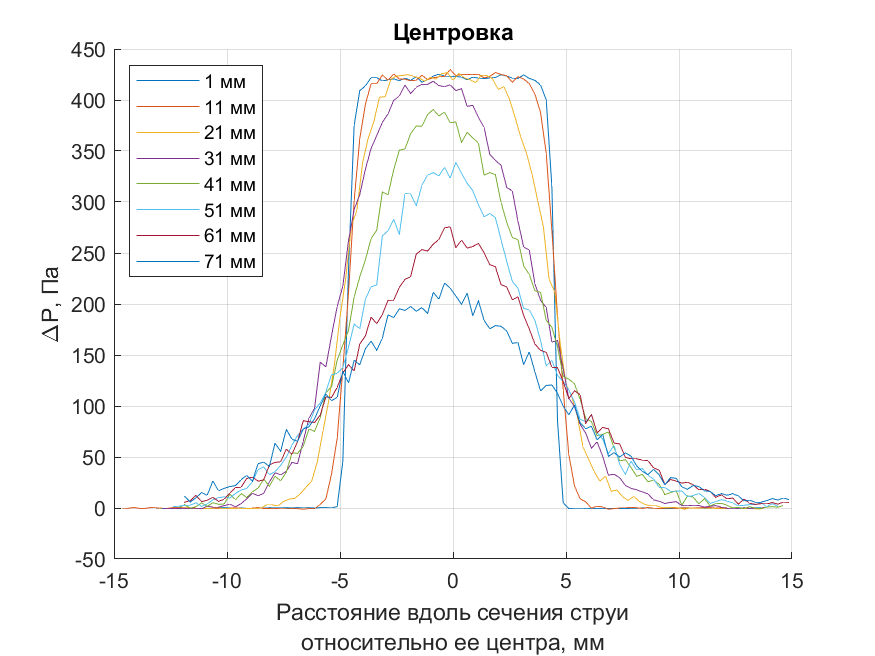 Центровка
450
400
350
300
250
200
150
100
50
0
-50
ΔP, Па
1 мм
11 мм
21 мм
31 мм
41 мм
51 мм
61 мм
71 мм
-15 -10 -5 0 5 10 15
Расстояние вдоль сечения струи
относительно ее центра, мм